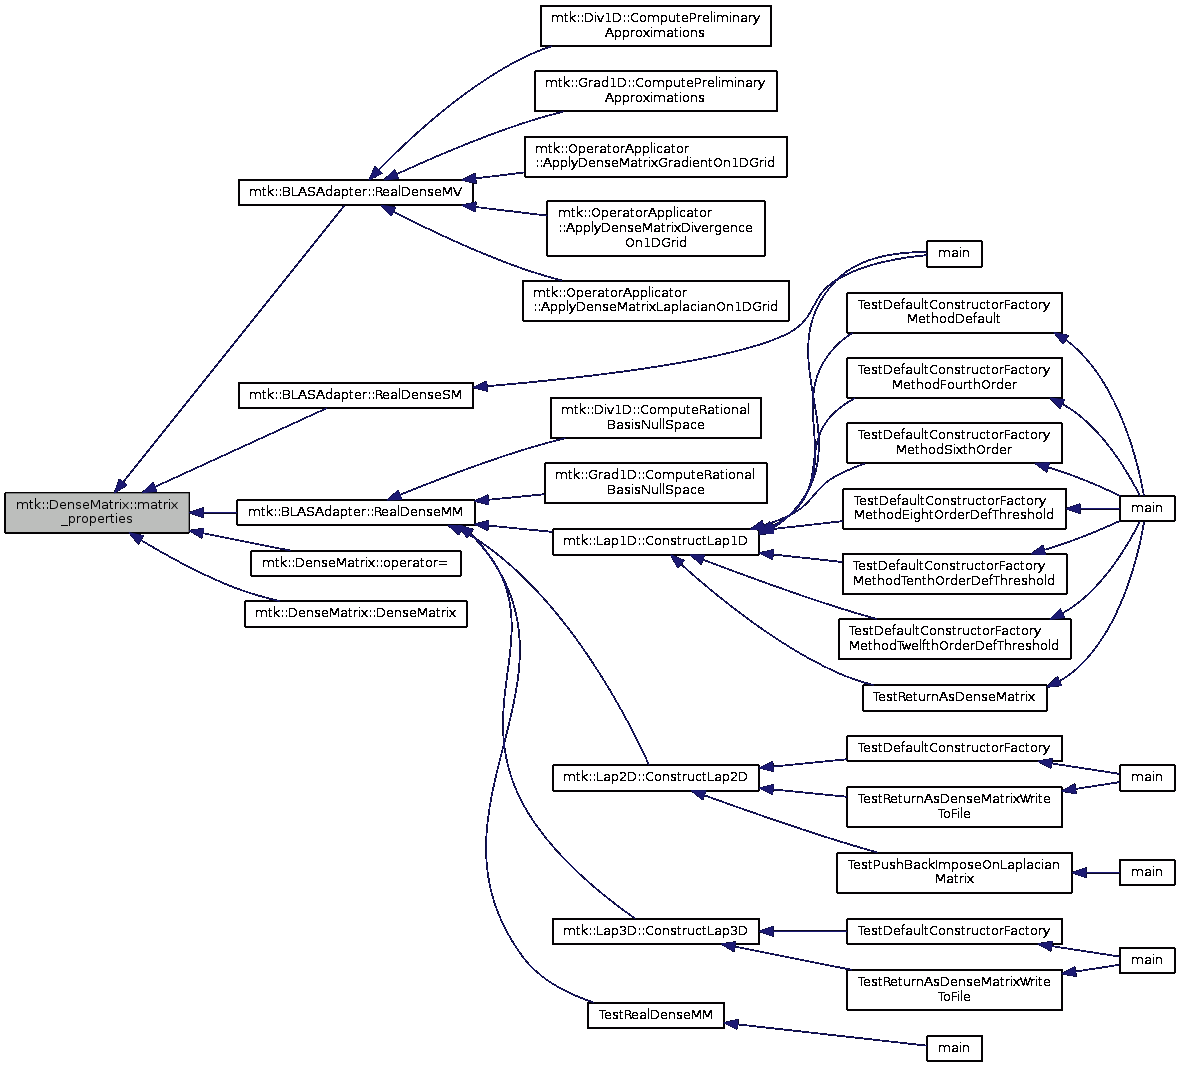 mtk::Div1D::ComputePreliminary
Approximations
mtk::Grad1D::ComputePreliminary
Approximations
mtk::OperatorApplicator
::ApplyDenseMatrixGradientOn1DGrid
mtk::BLASAdapter::RealDenseMV
mtk::OperatorApplicator
::ApplyDenseMatrixDivergence
On1DGrid
main
mtk::OperatorApplicator
::ApplyDenseMatrixLaplacianOn1DGrid
TestDefaultConstructorFactory
MethodDefault
TestDefaultConstructorFactory
MethodFourthOrder
mtk::BLASAdapter::RealDenseSM
mtk::Div1D::ComputeRational
BasisNullSpace
TestDefaultConstructorFactory
MethodSixthOrder
mtk::Grad1D::ComputeRational
BasisNullSpace
mtk::DenseMatrix::matrix
_properties
mtk::BLASAdapter::RealDenseMM
TestDefaultConstructorFactory
MethodEightOrderDefThreshold
main
mtk::Lap1D::ConstructLap1D
mtk::DenseMatrix::operator=
TestDefaultConstructorFactory
MethodTenthOrderDefThreshold
mtk::DenseMatrix::DenseMatrix
TestDefaultConstructorFactory
MethodTwelfthOrderDefThreshold
TestReturnAsDenseMatrix
TestDefaultConstructorFactory
mtk::Lap2D::ConstructLap2D
main
TestReturnAsDenseMatrixWrite
ToFile
TestPushBackImposeOnLaplacian
Matrix
main
mtk::Lap3D::ConstructLap3D
TestDefaultConstructorFactory
main
TestReturnAsDenseMatrixWrite
ToFile
TestRealDenseMM
main